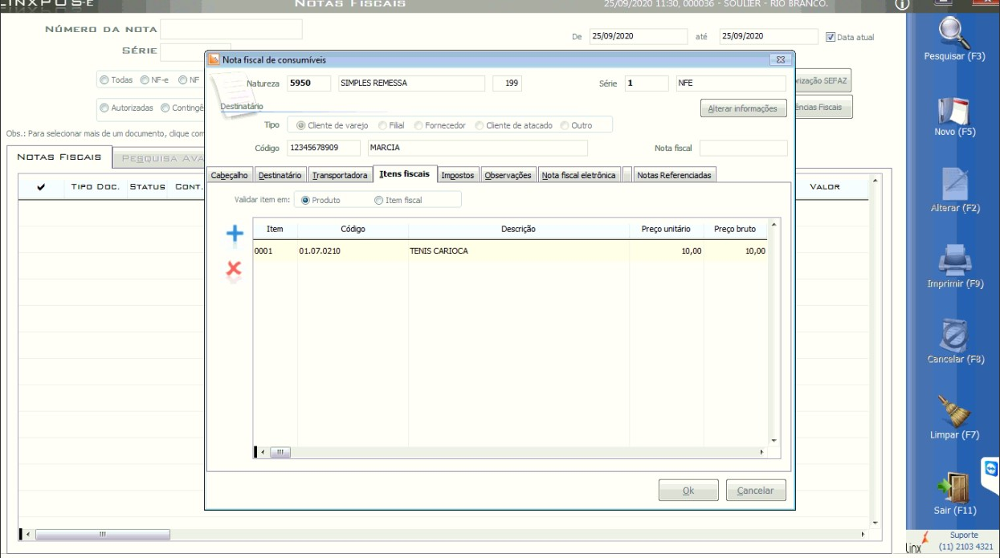 LINXPOS-E NOTAS FISCAIS 25/09/2020 11:30, 000036 - SOULIER - RIO BRANCO.
NÚMERO DA NOTA
SÉRIE
De 25/09/2020 até 25/09/2020 Data atual
Todas NF-e NF
Autorizadas Contingê
rização SEFAZ
ências Fiscais
Obs.: Para selecionar mais de um documento, clique com
NOTAS FISCAIS PESQUISA AVA
TIPO DOC. STATUS CONT. VALOR
Nota fiscal de consumíveis
Natureza 5950 SIMPLES REMESSA 199 Série 1 NFE
Destinatário
Alterar informações
Tipo Cliente de varejo Filial Fornecedor Cliente de atacado Outro
Código 12345678909 MARCIA Nota fiscal
Cabeçalho Destinatário Transportadora Itens fiscais Impostos Observações Nota fiscal eletrônica Notas Referenciadas
Validar item em: Produto Item fiscal
Item Código Descrição Preço unitário Preço bruto
0001 01.07.0210 TENIS CARIOCA 10,00 10,00
Ok Cancelar
Pesquisar (F3)
Novo (F5)
Alterar (F2)
Imprimir (F9)
Cancelar (F8)
Limpar (F7)
Sair (F11)
linx
Suporte
(11) 2103 4321